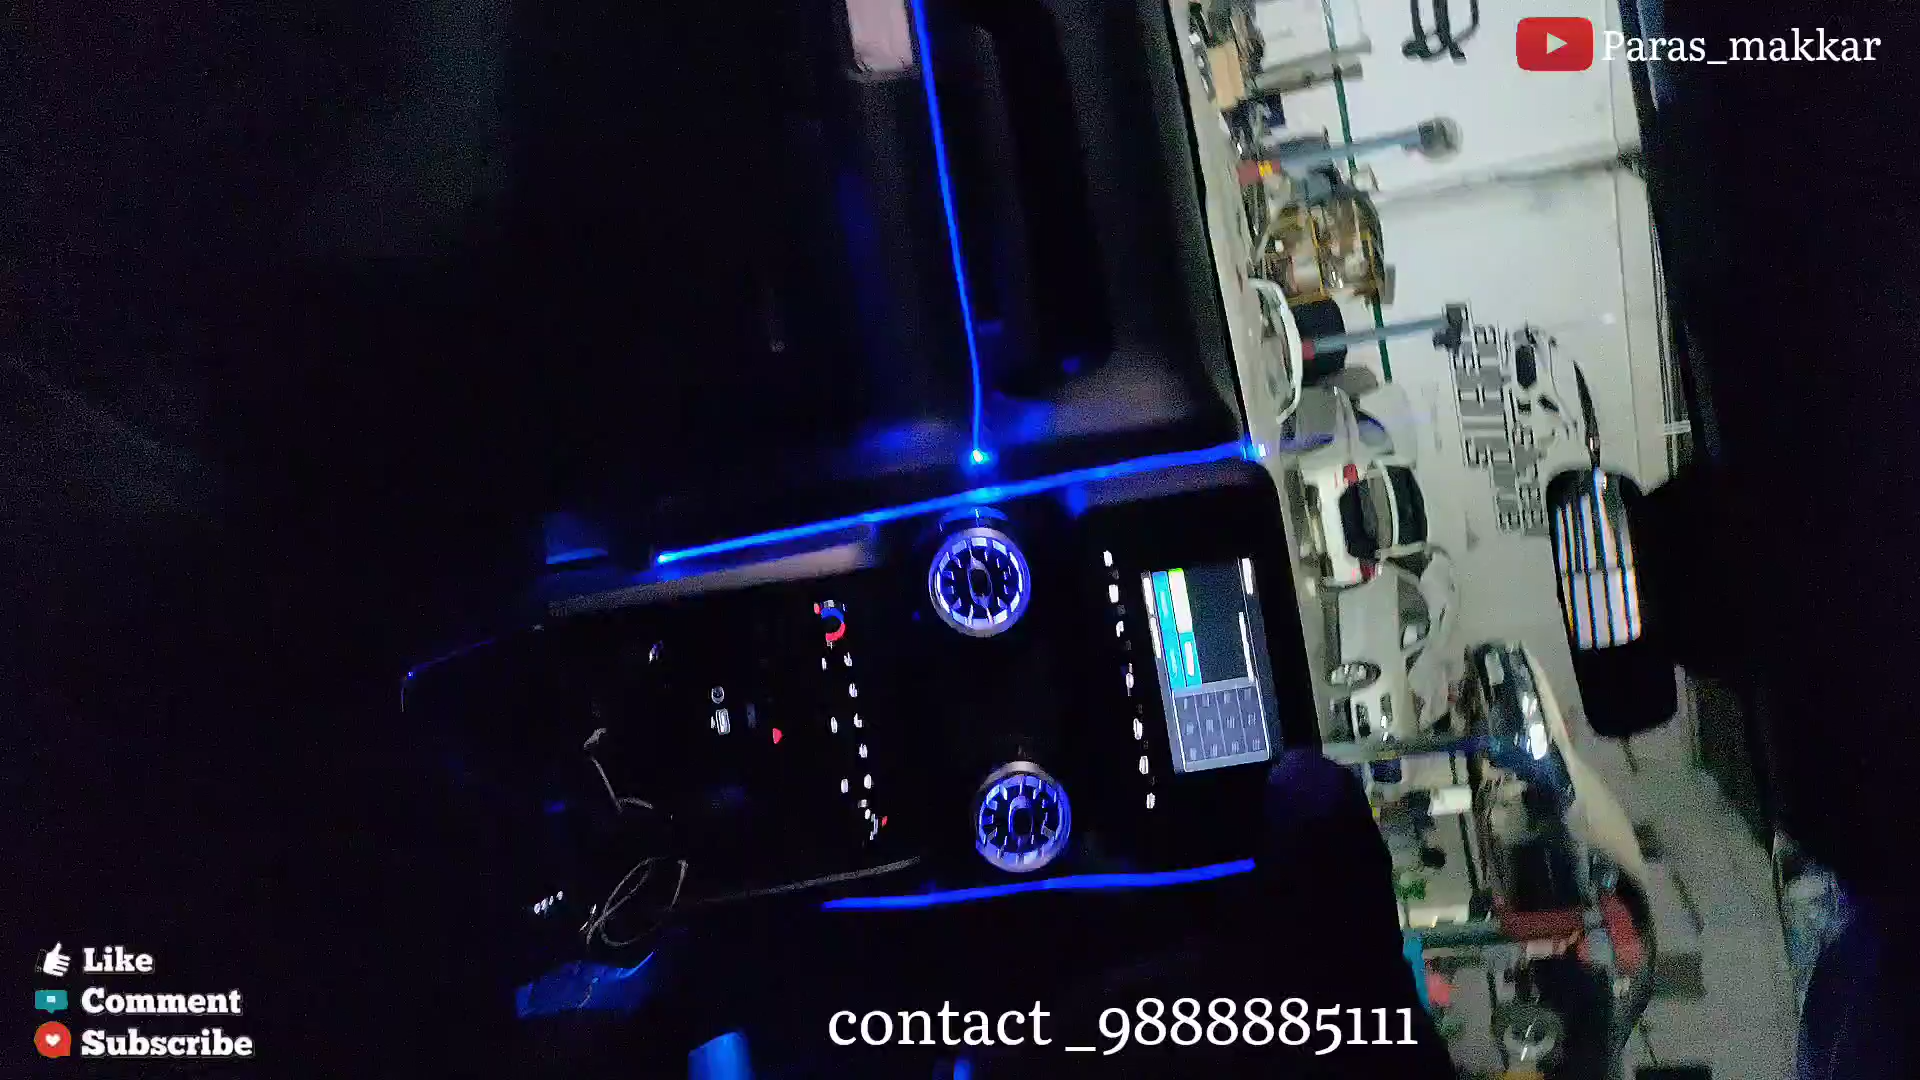 Paras_makkar
Like
Comment
Subscribe
contact _9888885111